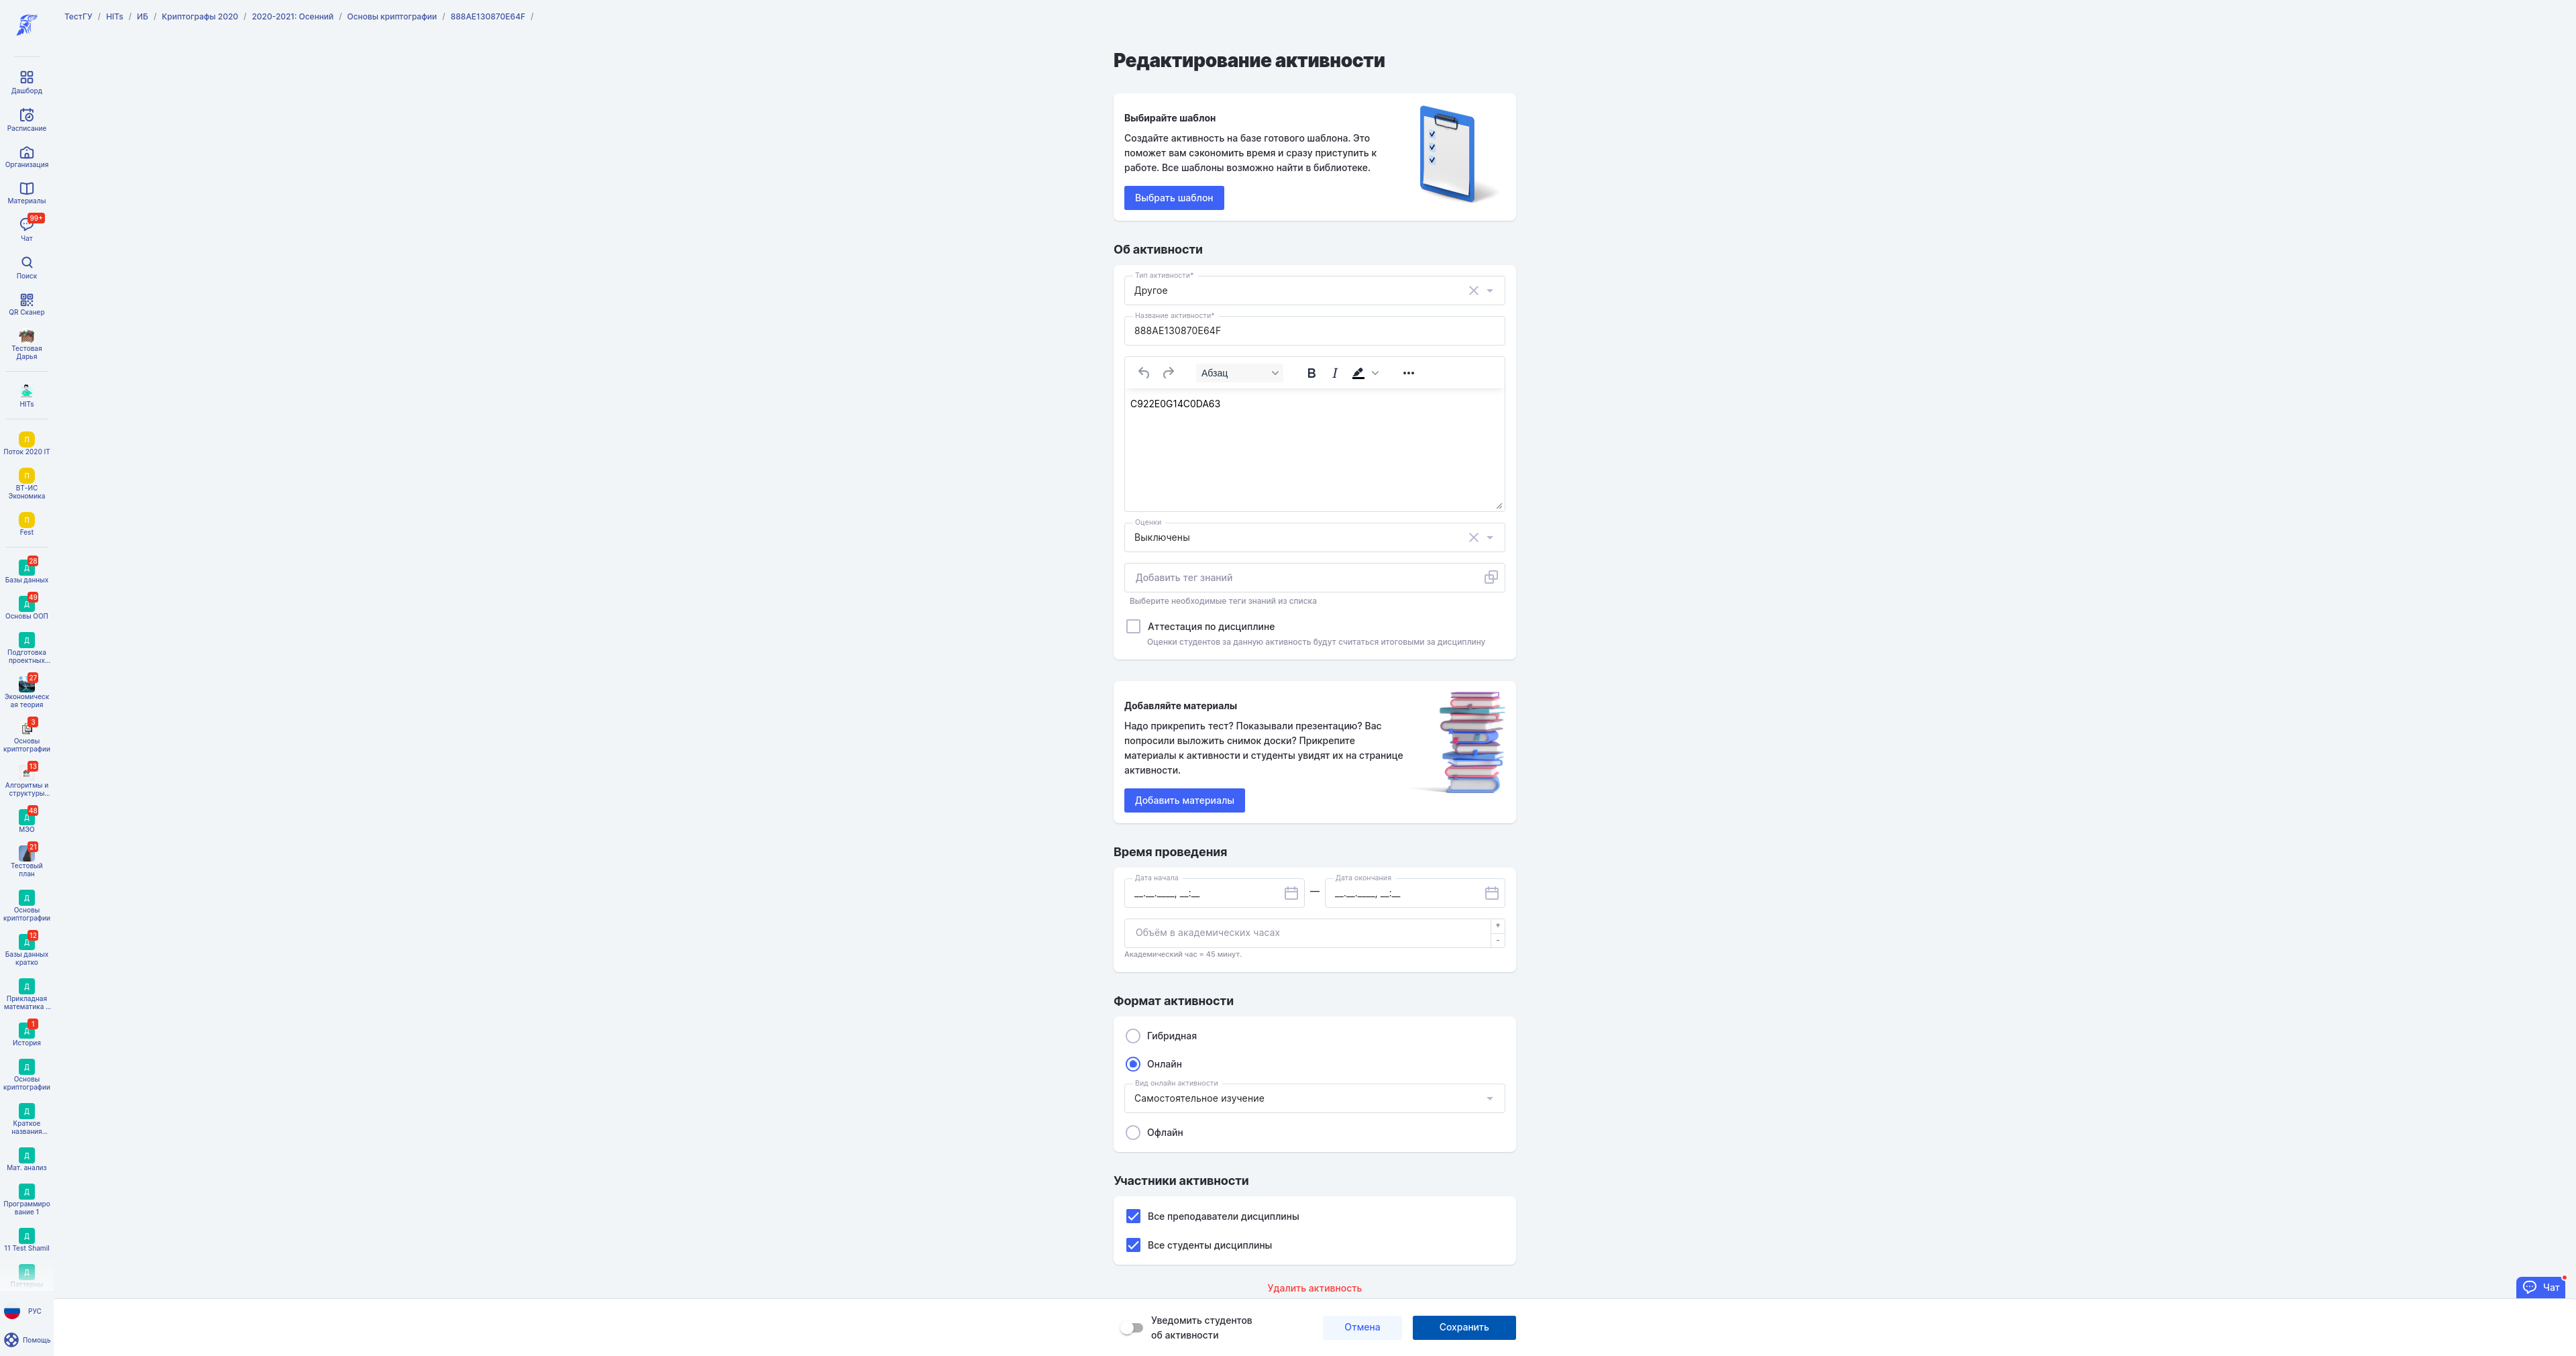 ТестГУ / HITs / ИБ / Криптографы 2020 / 2020-2021: Осенний / Основы криптографии / 888AE130870E64F /
Дашборд
Расписание
Организация
Материалы
99+
Чат
Поиск
QR Сканер
Тестовая
Дарья
HITs
П
Поток 2020 IT
П
ВТ-ИС
Экономика
П
Fest
28
Д
Базы данных
49
Д
Основы ООП
Д
Подготовка
проектных...
27
Экономическ
ая теория
3
Основы
криптографии
13
Алгоритмы и
структуры...
48
Д
МЭО
21
Тестовый
план
Д
Основы
криптографии
12
Д
Базы данных
кратко
Д
Прикладная
математика ...
1
Д
История
Д
Основы
криптографии
Д
Краткое
названия...
Д
Мат. анализ
Д
Программиро
вание 1
Д
11 Test Shamil
Д
Паттерны
РУС
Помощь
Редактирование активности
Выбирайте шаблон
Создайте активность на базе готового шаблона. Это
поможет вам сэкономить время и сразу приступить к
работе. Все шаблоны возможно найти в библиотеке.
Выбрать шаблон
Об активности
Тип активности*
Другое
Название активности*
888AE130870E64F
Абзац
B I
C922E0G14C0DA63
Оценки
Выключены
Добавить тег знаний
Выберите необходимые теги знаний из списка
Аттестация по дисциплине
Оценки студентов за данную активность будут считаться итоговыми за дисциплину
Добавляйте материалы
Надо прикрепить тест? Показывали презентацию? Вас
попросили выложить снимок доски? Прикрепите
материалы к активности и студенты увидят их на странице
активности.
Добавить материалы
Время проведения
Дата начала
__.__.____, __:__
—
Дата окончания
__.__.____, __:__
Объём в академических часах
+
-
Академический час = 45 минут.
Формат активности
Гибридная
Онлайн
Вид онлайн активности
Самостоятельное изучение
Офлайн
Участники активности
Все преподаватели дисциплины
Все студенты дисциплины
Удалить активность
Уведомить студентов
об активности
Отмена
Сохранить
Чат